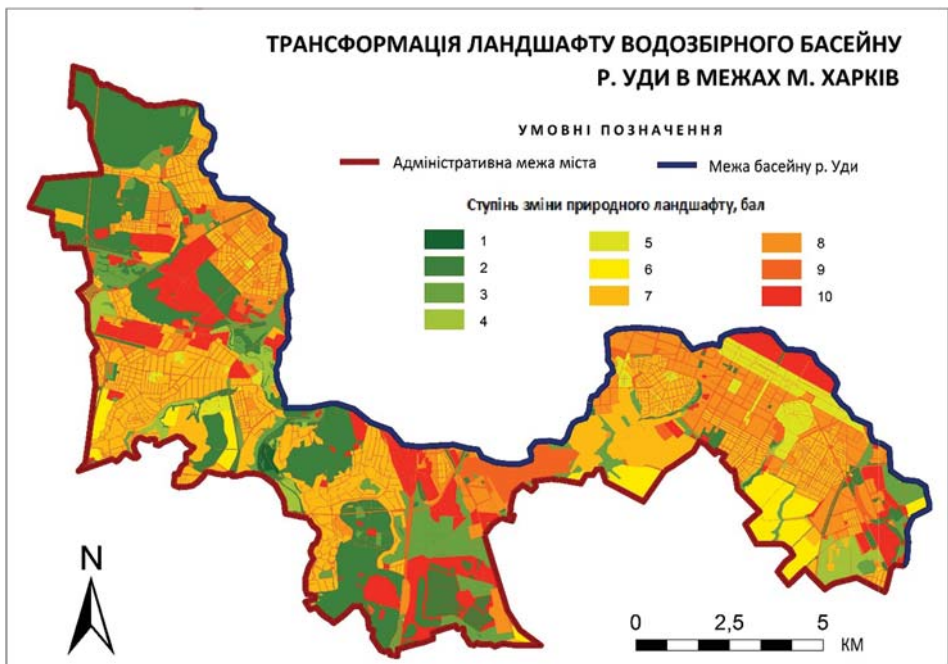 ТРАНСФОРМАЦІЯ ЛАНДШАФТУ ВОДОЗБІРНОГО БАСЕЙНУ
Р. УДИ В МЕЖАХ М. ХАРКІВ
УМОВНІ ПОЗНАЧЕННЯ
Адміністративна межа міста
Межа басейну р. Уди
Ступінь зміни природного ландшафту, бал
1
2
3
4
5
6
7
8
9
10
N
0 2,5 5
КМ